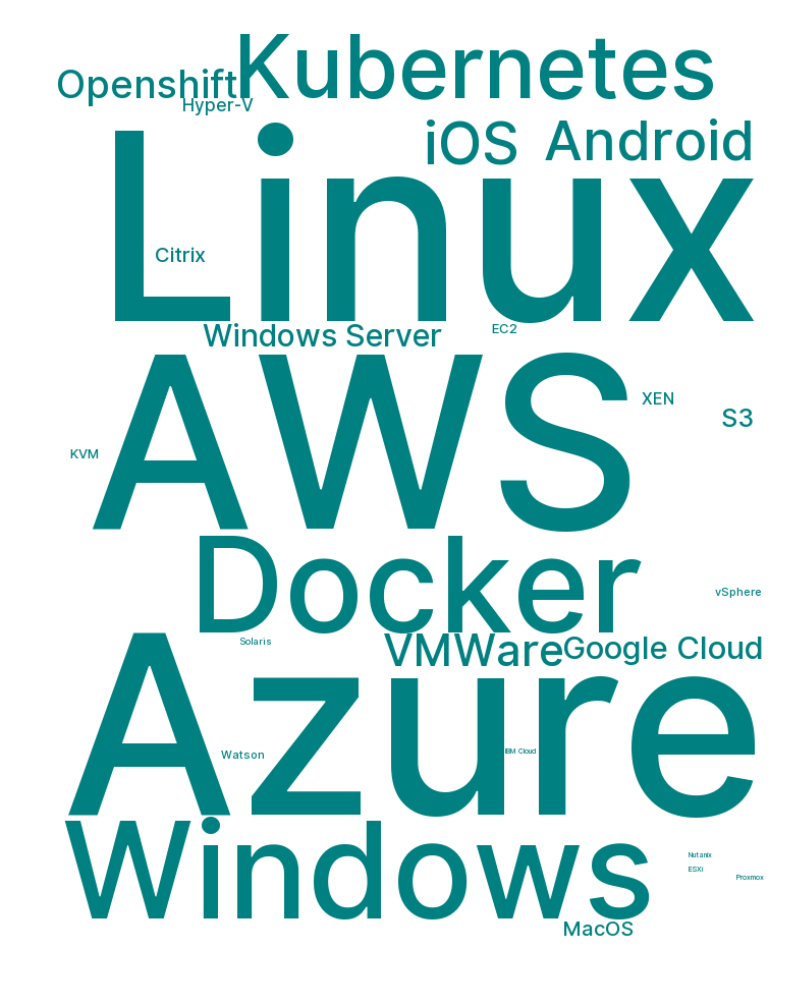 Kubernetes
Openshift
Hyper-V
iOS
Android
Linux
Citrix
Windows Server
EC2
AWS
XEN
S3
KVM
Docker
vSphere
Solaris
VMWare
Google Cloud
Azure
Watson
IBM Cloud
Windows
Nutanix
ESXi
Proxmox
MacOS